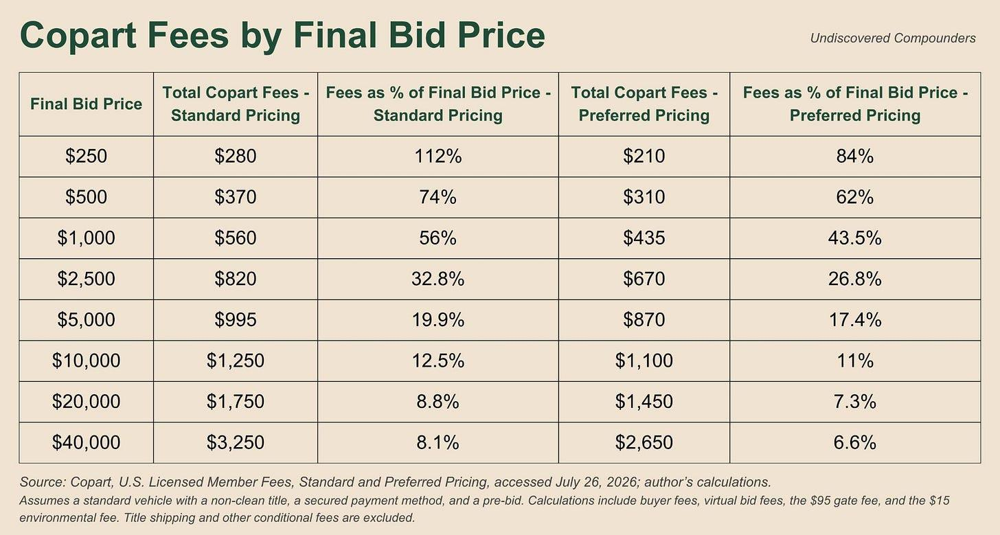 Copart Fees by Final Bid Price
Undiscovered Compounders
Final Bid Price
Total Copart Fees -
Standard Pricing
Fees as % of Final Bid Price -
Standard Pricing
Total Copart Fees -
Preferred Pricing
Fees as % of Final Bid Price -
Preferred Pricing
$250 $280 112% $210 84%
$500 $370 74% $310 62%
$1,000 $560 56% $435 43.5%
$2,500 $820 32.8% $670 26.8%
$5,000 $995 19.9% $870 17.4%
$10,000 $1,250 12.5% $1,100 11%
$20,000 $1,750 8.8% $1,450 7.3%
$40,000 $3,250 8.1% $2,650 6.6%
Source: Copart, U.S. Licensed Member Fees, Standard and Preferred Pricing, accessed July 26, 2026; author’s calculations.
Assumes a standard vehicle with a non-clean title, a secured payment method, and a pre-bid. Calculations include buyer fees, virtual bid fees, the $95 gate fee, and the $15
environmental fee. Title shipping and other conditional fees are excluded.